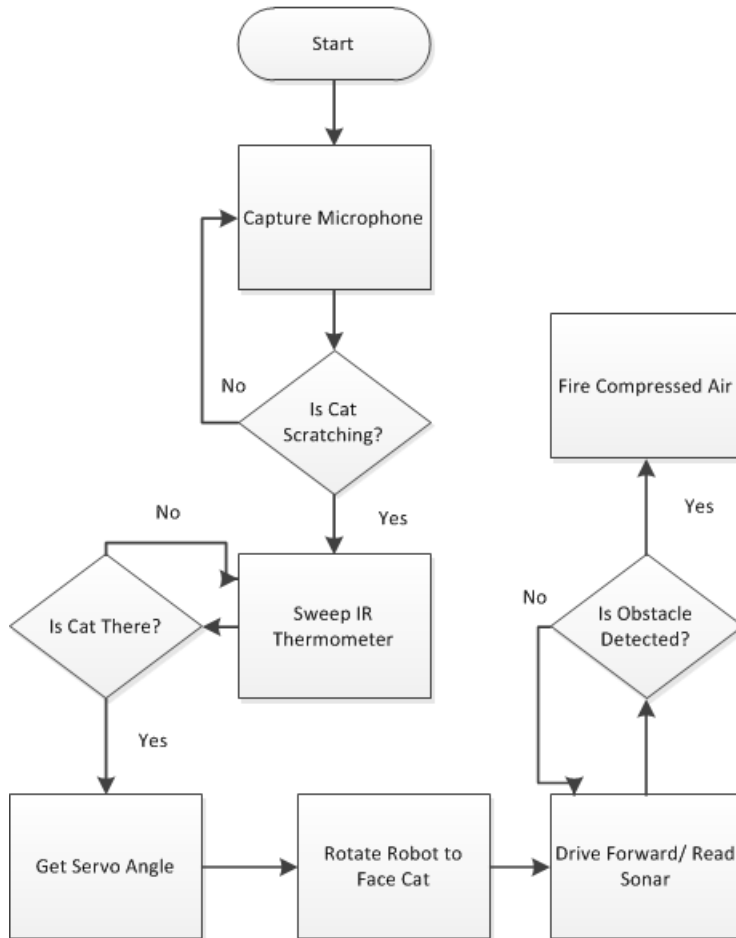 Start
Capture Microphone
No
Is Cat
Scratching?
Yes
No
Is Cat There?
Sweep IR
Thermometer
Yes
Get Servo Angle
Rotate Robot to
Face Cat
Drive Forward/ Read
Sonar
No
Is Obstacle
Detected?
Yes
Fire Compressed Air